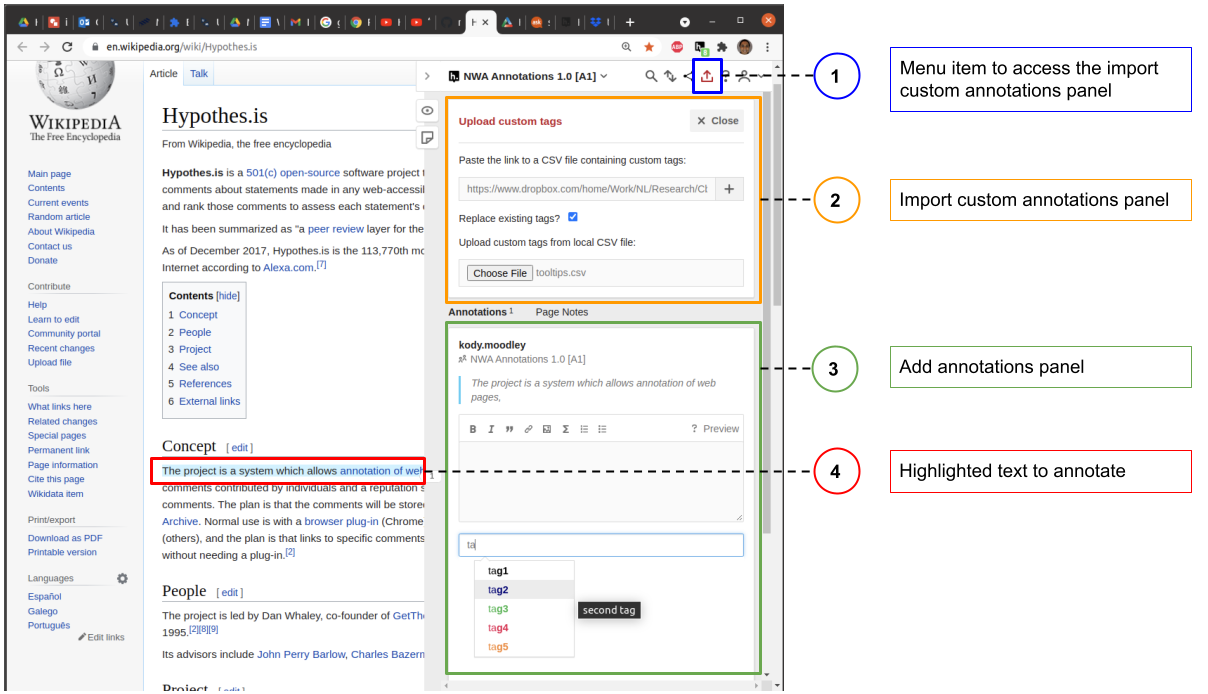 en.wikipedia.org/wiki/Hypothes.is
WIKIPEDIA
The Free Encyclopedia
Main page
Contents
Current events
Random article
About Wikipedia
Contact us
Donate
Contribute
Help
Learn to edit
Community portal
Recent changes
Upload file
Tools
What links here
Related changes
Special pages
Permanent link
Page information
Cite this page
Wikidata item
Print/export
Download as PDF
Printable version
Languages
Español
Galego
Português
Edit links
Article Talk
Hypothes.is
From Wikipedia, the free encyclopedia
Hypothes.is is a 501(c) open-source software project
comments about statements made in any web-accessil
and rank those comments to assess each statement's
It has been summarized as "a peer review layer for the
As of December 2017, Hypothes.is is the 113,770th mo
Internet according to Alexa.com.[7]
Contents [hide]
1 Concept
2 People
3 Project
4 See also
5 References
6 External links
Concept [ edit ]
The project is a system which allows annotation of web
comments contributed by individuals and a reputation s
comments. The plan is that the comments will be stored
Archive. Normal use is with a browser plug-in (Chrome
(others), and the plan is that links to specific comments
without needing a plug-in.[2]
People [ edit ]
The project is led by Dan Whaley, co-founder of GetTh
1995.[2][8][9]
Its advisors include John Perry Barlow, Charles Bazerm
Project [ edit ]
NWA Annotations 1.0 [A1]
Upload custom tags
Close
Paste the link to a CSV file containing custom tags:
https://www.dropbox.com/home/Work/NL/Research/Cl
Replace existing tags?
Upload custom tags from local CSV file:
Choose File tooltips.csv
Annotations 1 Page Notes
kody.moodley
NWA Annotations 1.0 [A1]
The project is a system which allows annotation of web
pages,
B I Σ ? Preview
1
ta
tag1
tag2
tag3
tag4
tag5
second tag
1
Menu item to access the import
custom annotations panel
2
Import custom annotations panel
3
Add annotations panel
4
Highlighted text to annotate